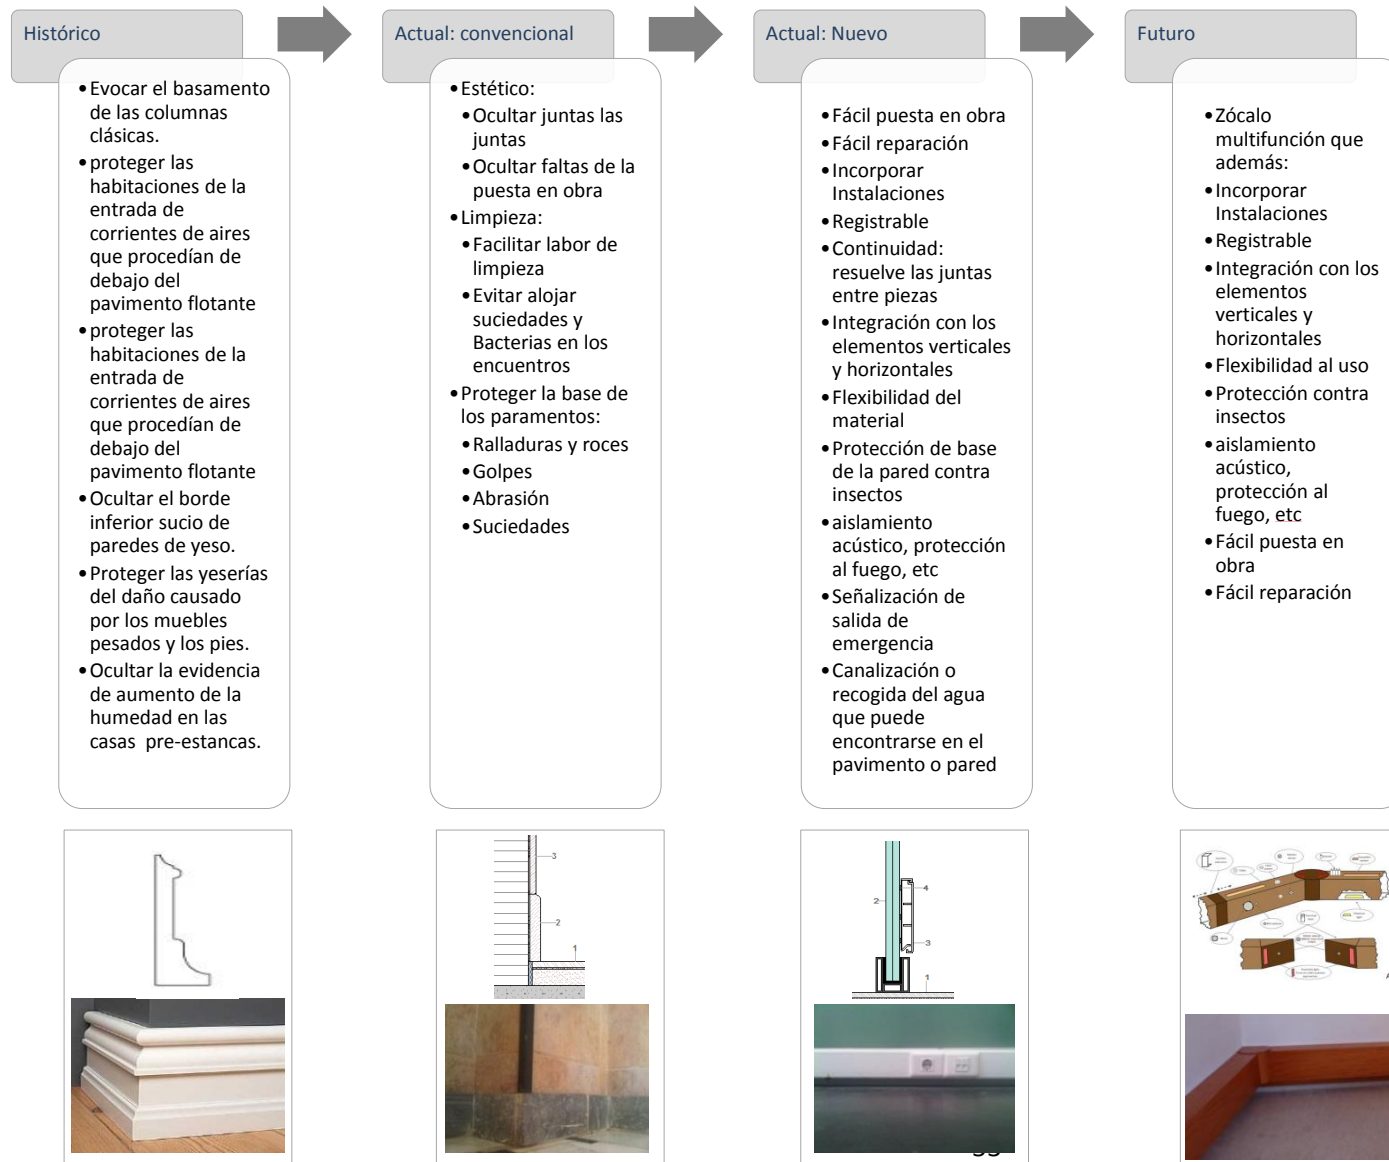 Histórico
Actual: convencional
Actual: Nuevo
Futuro
•Evocar el basamento
de las columnas
clásicas.
•proteger las
habitaciones de la
entrada de
corrientes de aires
que procedían de
debajo del
pavimento flotante
•proteger las
habitaciones de la
entrada de
corrientes de aires
que procedían de
debajo del
pavimento flotante
•Ocultar el borde
inferior sucio de
paredes de yeso.
•Proteger las yeserías
del daño causado
por los muebles
pesados y los pies.
•Ocultar la evidencia
de aumento de la
humedad en las
casas pre-estancas.
•Estético:
•Ocultar juntas las
juntas
•Ocultar faltas de la
puesta en obra
•Limpieza:
•Facilitar labor de
limpieza
•Evitar alojar
suciedades y
Bacterias en los
encuentros
•Proteger la base de
los paramentos:
•Ralladuras y roces
•Golpes
•Abrasión
•Suciedades
•Fácil puesta en obra
•Fácil reparación
•Incorporar
Instalaciones
•Registrable
•Continuidad:
resuelve las juntas
entre piezas
•Integración con los
elementos verticales
y horizontales
•Flexibilidad del
material
•Protección de base
de la pared contra
insectos
•aislamiento
acústico, protección
al fuego, etc
•Señalización de
salida de
emergencia
•Canalización o
recogida del agua
que puede
encontrarse en el
pavimento o pared
•Zócalo
multifunción que
además:
•Incorporar
Instalaciones
•Registrable
•Integración con los
elementos
verticales y
horizontales
•Flexibilidad al uso
•Protección contra
insectos
•aislamiento
acústico,
protección al
fuego, etc
•Fácil puesta en
obra
•Fácil reparación
3
2
1
4
2
3
1
A